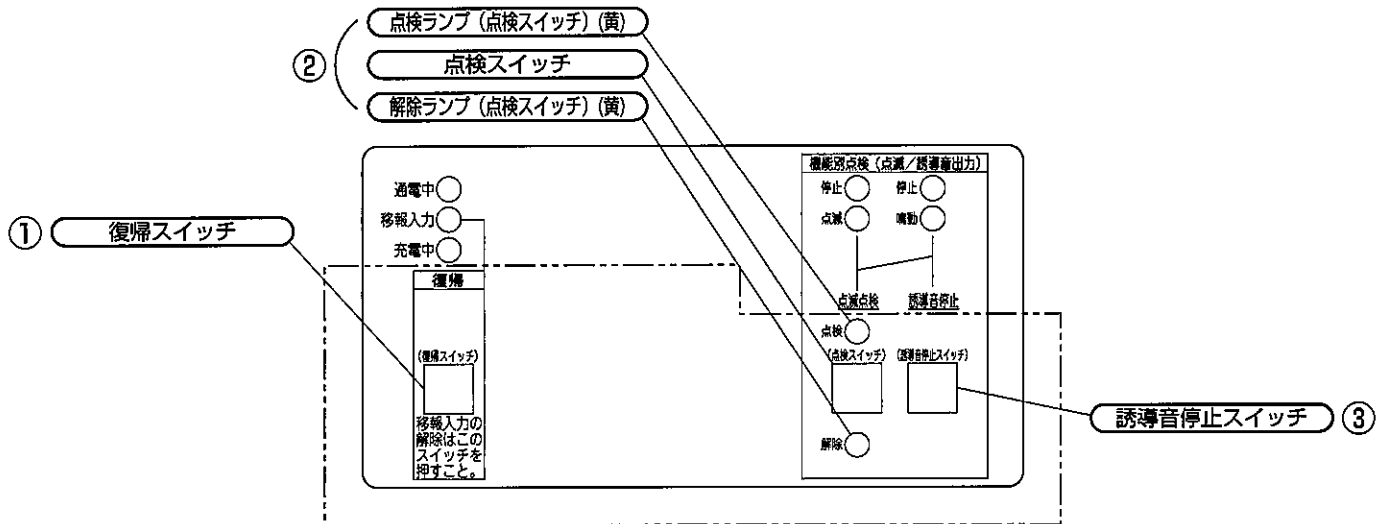 点検ランプ（点検スイッチ）（黄）
②
点検スイッチ
解除ランプ（点検スイッチ）（黄）
機能別点検（点滅／誘導音出力）
通電中
停止
停止
移報入力
点滅
鳴動
①
復帰スイッチ
充電中
復帰
点滅点検
誘導音停止
点検
（復帰スイッチ）
（点検スイッチ）
（誘導音停止スイッチ）
誘導音停止スイッチ
③
移報入力の
解除はこの
スイッチを
押すこと。
解除